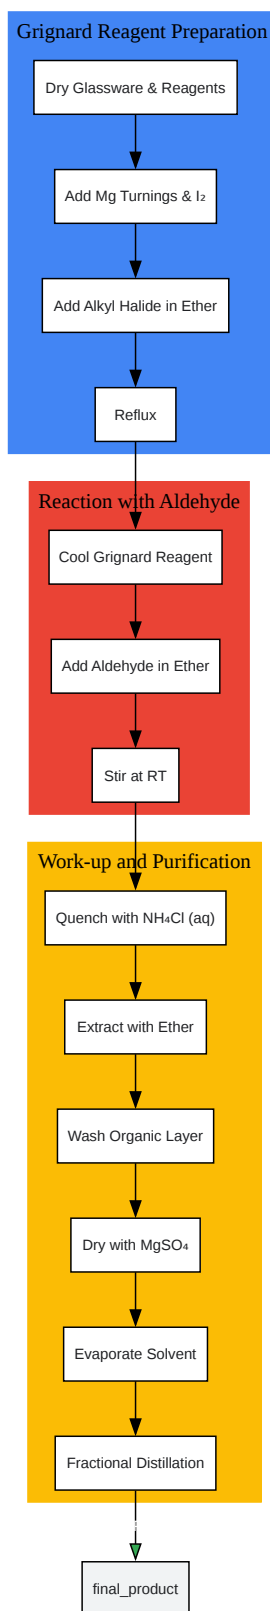 Grignard Reagent Preparation
Dry Glassware & Reagents
Add Mg Turnings & I₂
Add Alkyl Halide in Ether
Reflux
Reaction with Aldehyde
Cool Grignard Reagent
Add Aldehyde in Ether
Stir at RT
Work-up and Purification
Quench with NH₄Cl (aq)
Extract with Ether
Wash Organic Layer
Dry with MgSO₄
Evaporate Solvent
Fractional Distillation
final_product